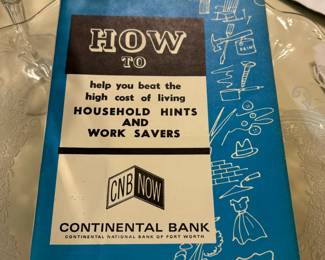 HOW
TO
help you beat the
high cost of living
HOUSEHOLD HINTS
AND
WORK SAVERS
CNB NOW
CONTINENTAL BANK
CONTINENTAL NATIONAL BANK OF FORT WORTH